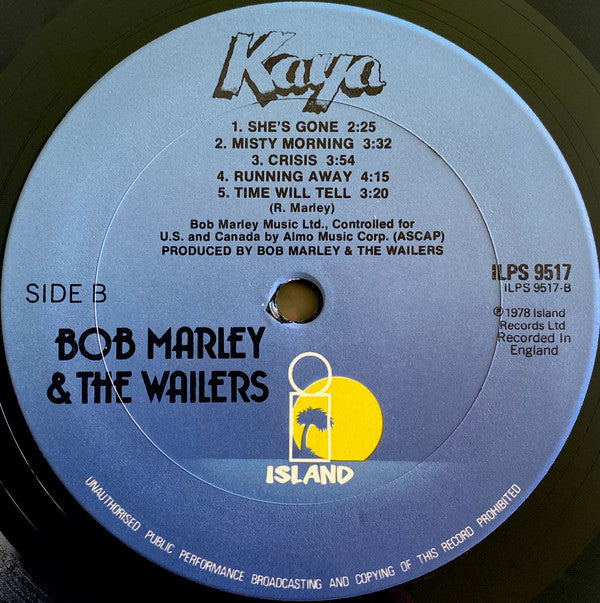 Kaya
1. SHE'S GONE 2:25
2. MISTY MORNING 3:32
3. CRISIS 3:54
4. RUNNING AWAY 4:15
5. TIME WILL TELL 3:20
(R. Marley)
Bob Marley Music Ltd., Controlled for
U.S. and Canada by Almo Music Corp. (ASCAP)
PRODUCED BY BOB MARLEY & THE WAILERS
SIDE B
ILPS 9517
ILPS 9517-B
℗ 1978 Island
Records Ltd
Recorded In
England
BOB MARLEY
& THE WAILERS
ISLAND
UNAUTHORISED PUBLIC PERFORMANCE BROADCASTING AND COPYING OF THIS RECORD PROHIBITED